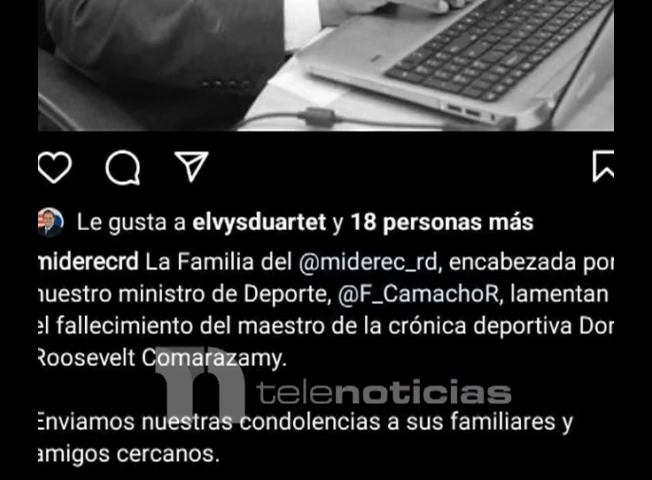 Le gusta a elvysduartet y 18 personas más
miderecrd La Familia del @miderec_rd, encabezada por
nuestro ministro de Deporte, @F_CamachoR, lamentan
el fallecimiento del maestro de la crónica deportiva Don
Roosevelt Comarazamy.
n telenoticias
Enviamos nuestras condolencias a sus familiares y
amigos cercanos.